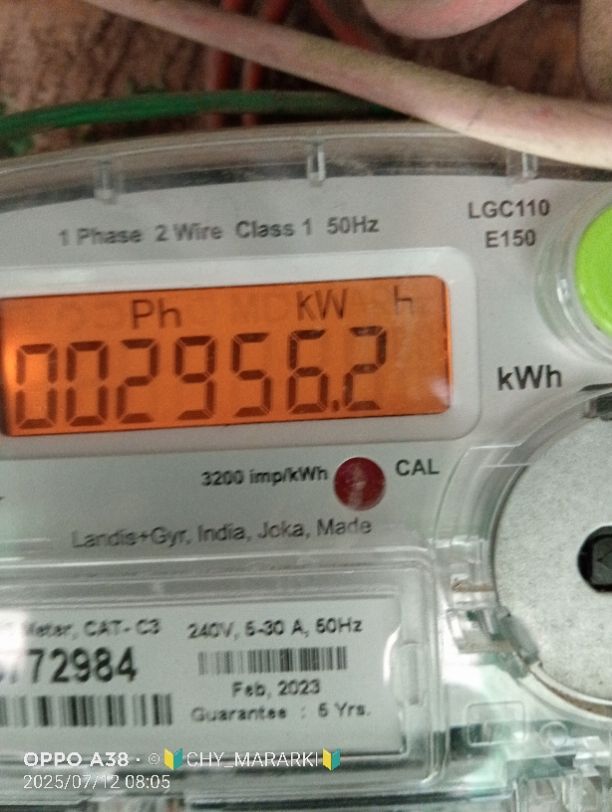 LGC110
E150
1 Phase 2 Wire Class 1 50Hz
Ph kW h
002956.2
kWh
3200 imp/kWh CAL
Landis+Gyr, India, Joka, Made
Meter, CAT- C3
72984
240V, 5-30 A, 50Hz
Feb, 2023
Guarantee : 5 Yrs.
OPPO A38 · © 🔰CHY_MARARKI🔰
2025/07/12 08:05